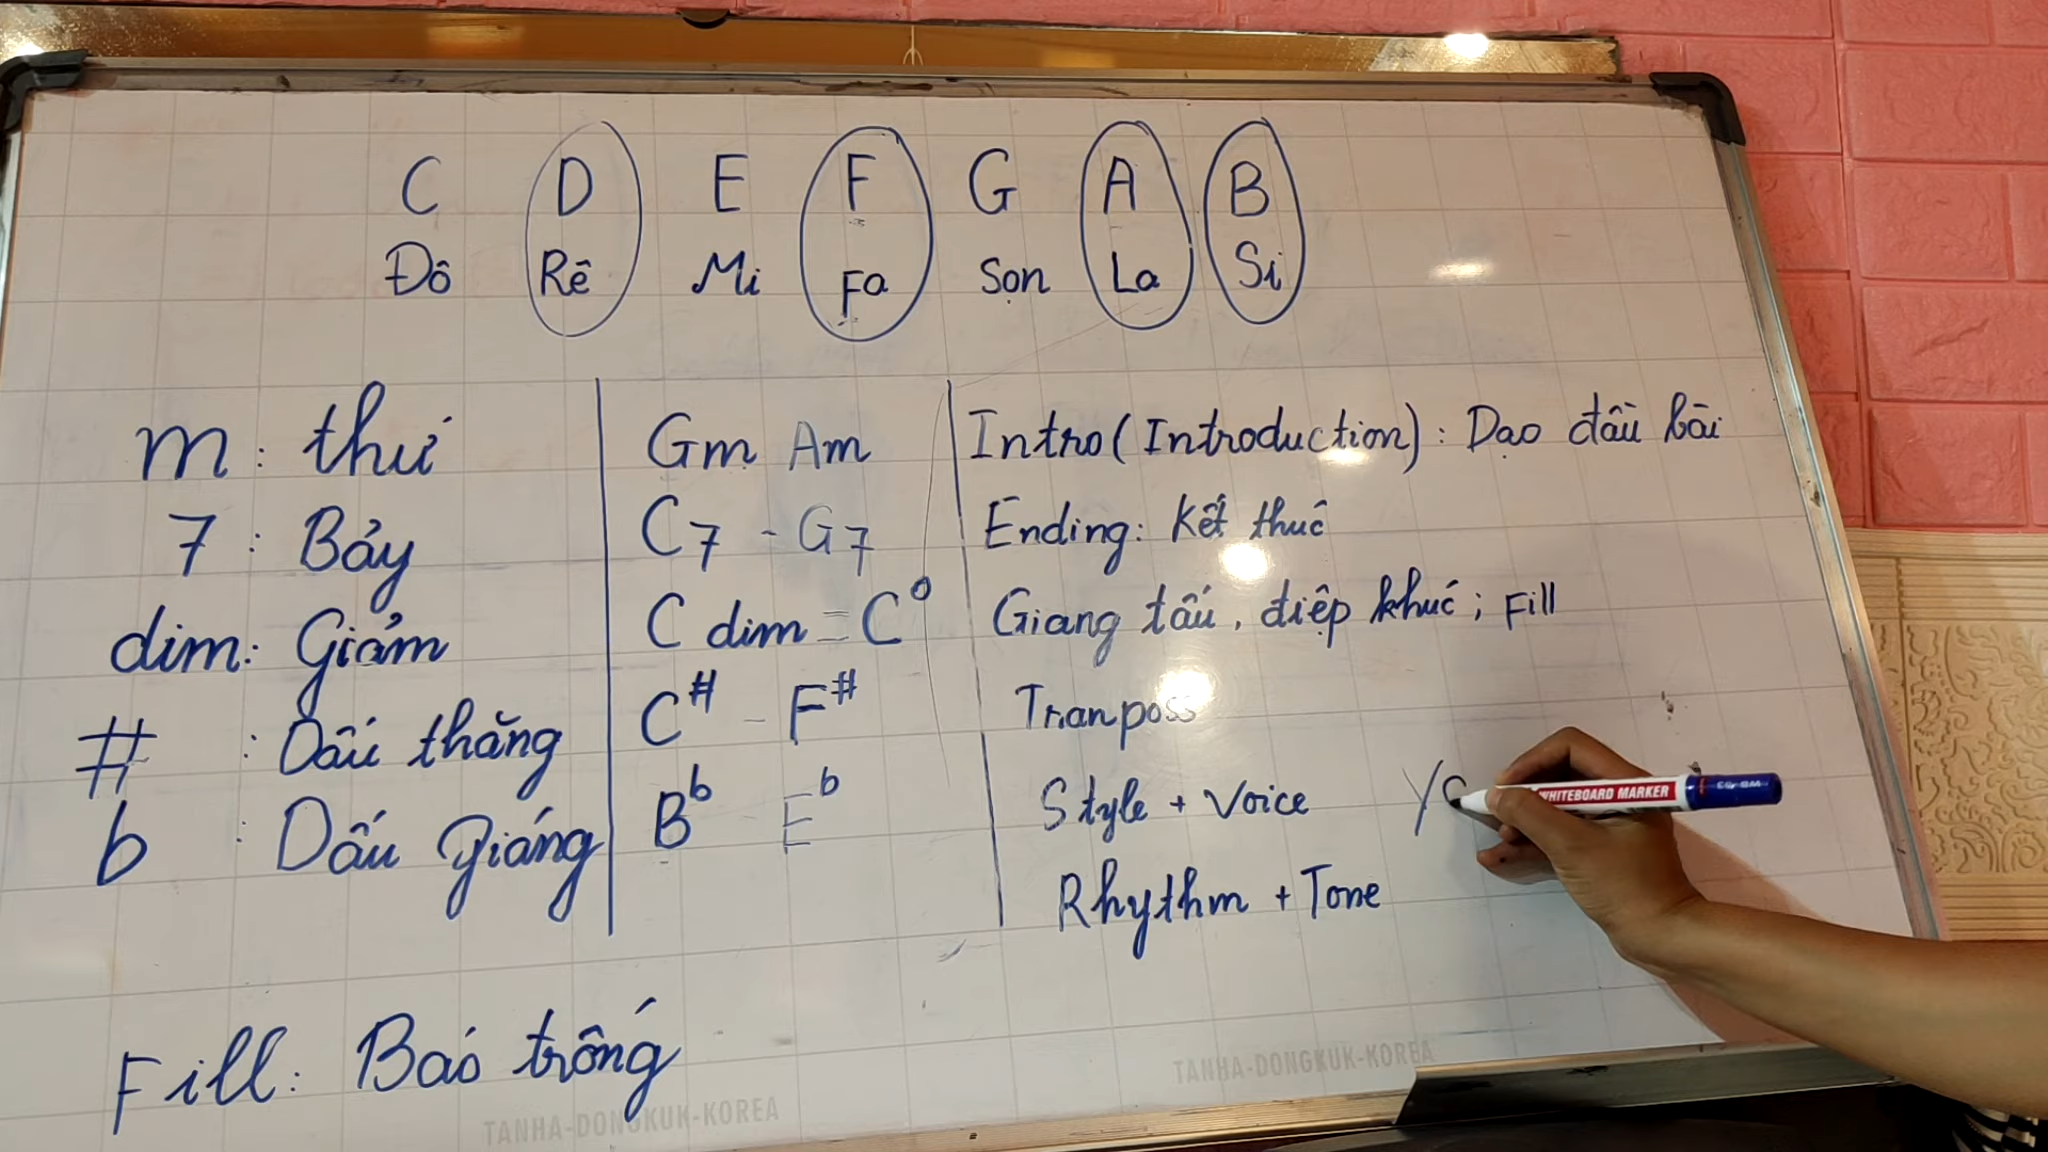 C D E F G A B
Đô Rê Mi Fa Son La Si
m : thứ
7 : Bảy
dim : Giảm
# : Dấu thăng
b : Dấu giáng
Gm Am
C7 - G7
C dim = C°
C# - F#
Bb Eb
Intro (Introduction) : Dạo đầu bài
Ending : Kết thúc
Giang tấu, điệp khúc ; Fill
Tranposs
Style + Voice
Rhythm + Tone
Fill : Báo trống
WHITEBOARD MARKER
TANHA-DONGKUK-KOREA
TANHA-DONGKUK-KOREA